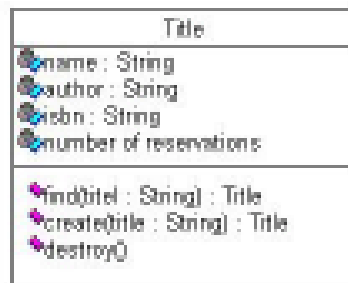 Title
name : String
author : String
isbn : String
number of reservations
find(titel : String) : Title
create(title : String) : Title
destroy()